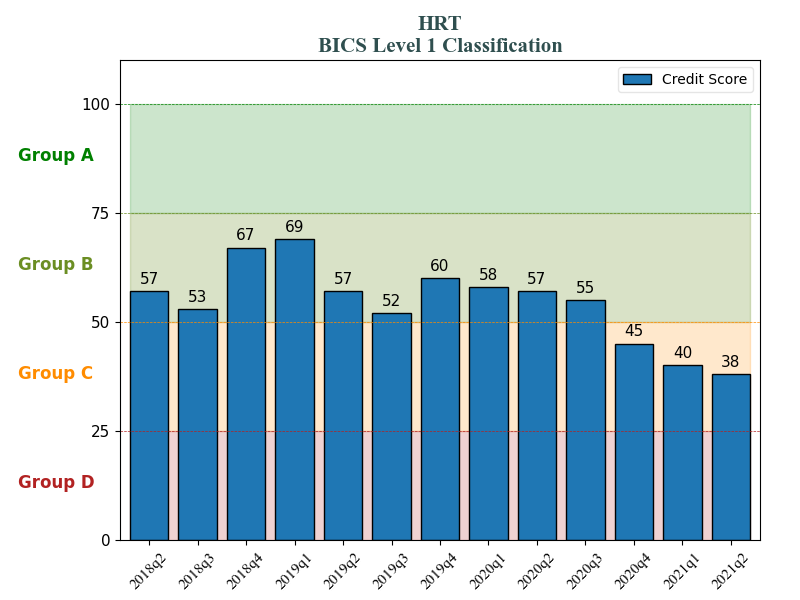 HRT
BICS Level 1 Classification
Credit Score
100
Group A
75
69
67
Group B
60
58
57
57
57
55
53
52
50
45
40
38
Group C
25
Group D
0
2018q2
2018q3
2018q4
2019q1
2019q2
2019q3
2019q4
2020q1
2020q2
2020q3
2020q4
2021q1
2021q2